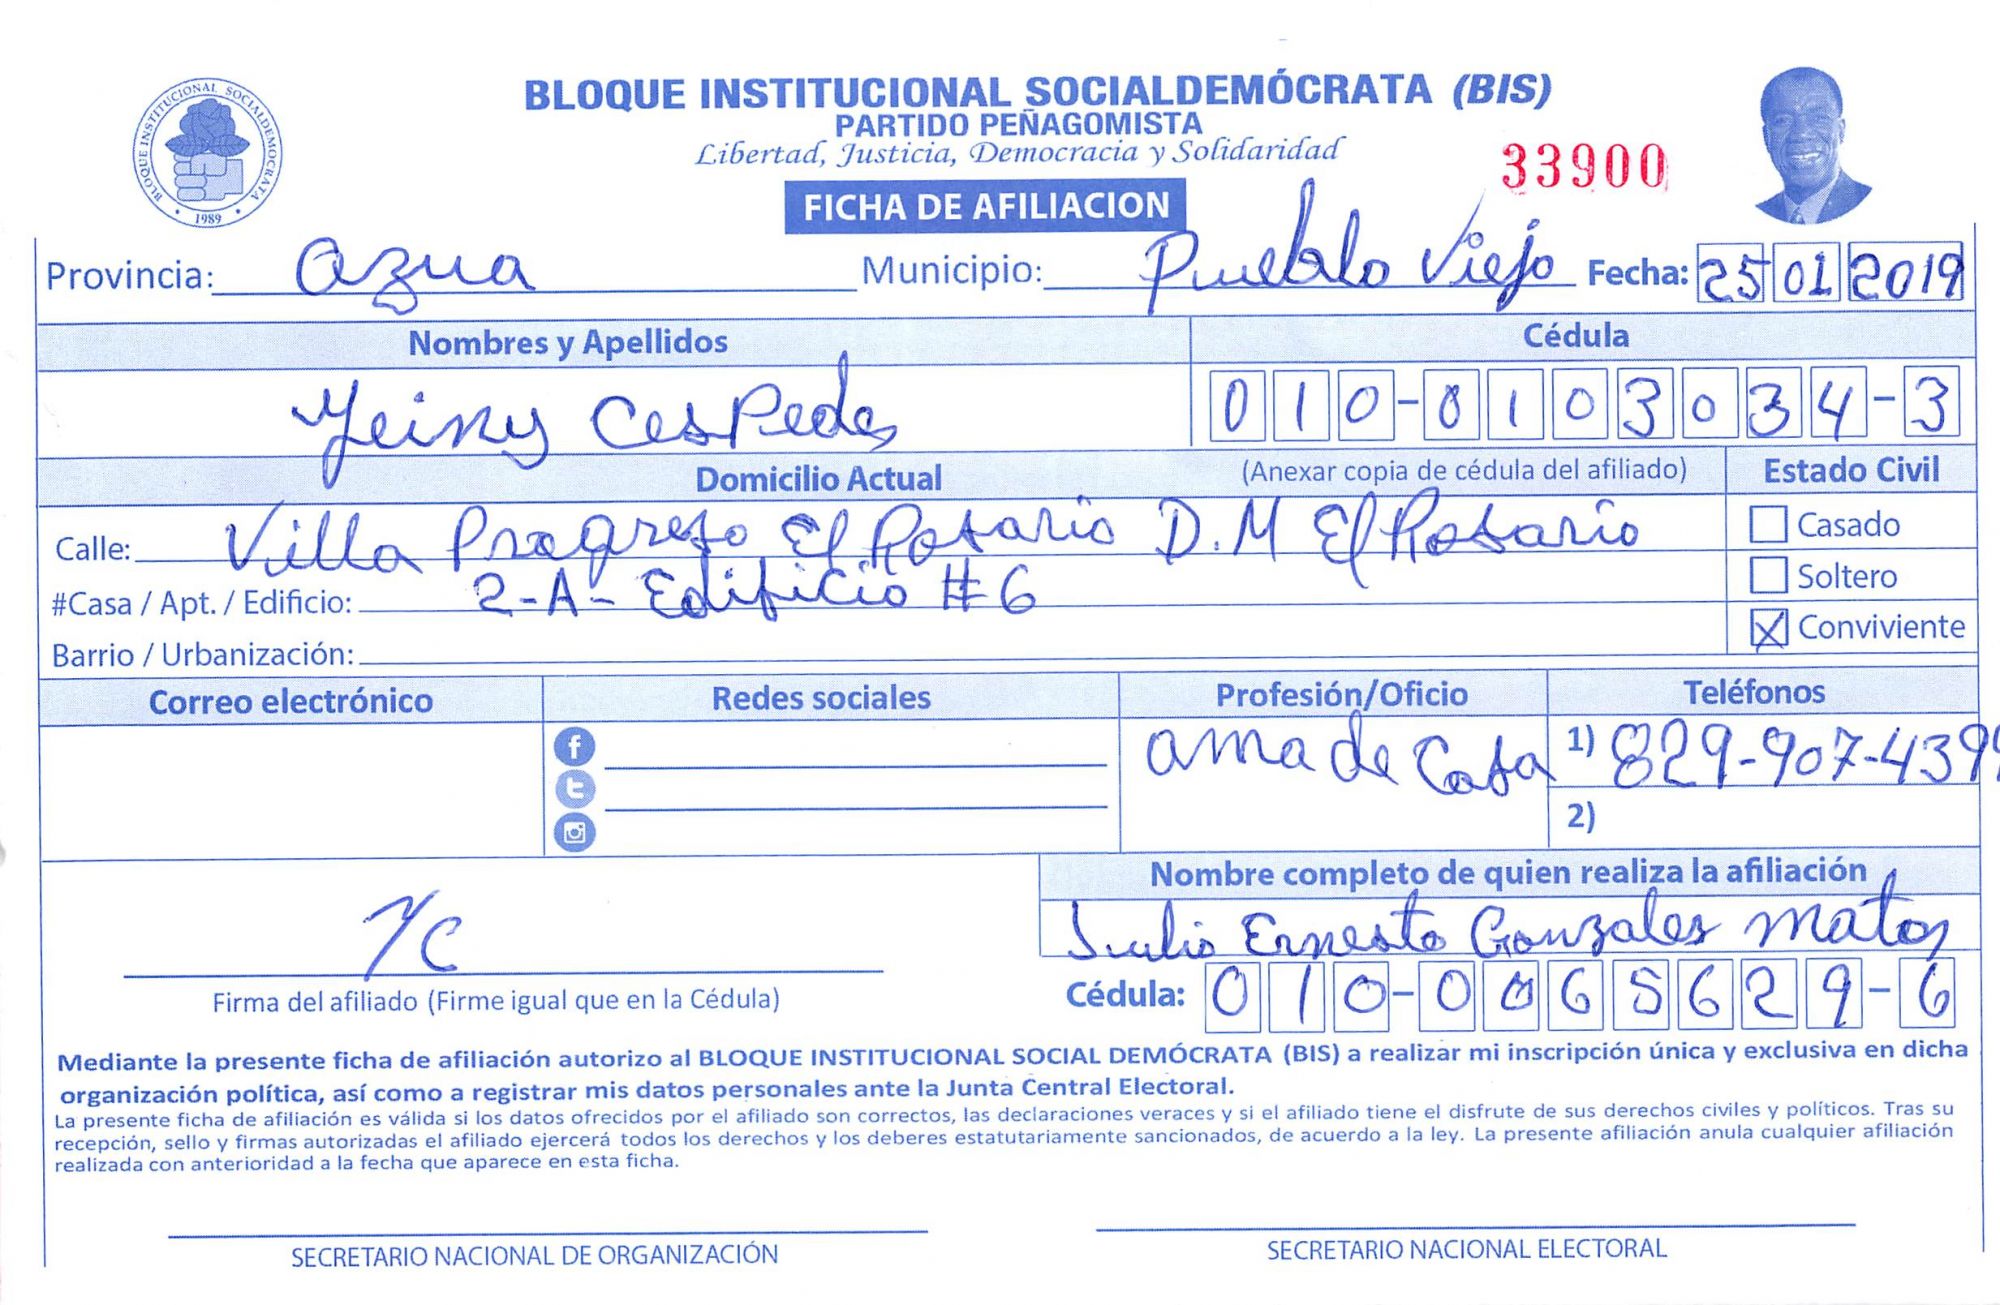 BLOQUE INSTITUCIONAL SOCIALDEMÓCRATA (BIS)
PARTIDO PEÑAGOMISTA
Libertad, Justicia, Democracia y Solidaridad
BLOQUE INSTITUCIONAL SOCIALDEMOCRATA
• 1989 •
33900
FICHA DE AFILIACION
Provincia: Azua Municipio: Pueblo Viejo Fecha: 25 01 2019
Nombres y Apellidos Cédula
Yeiny CesPedes 010-0103034-3
Domicilio Actual (Anexar copia de cédula del afiliado) Estado Civil
Calle: Villa Progreso El Rosario D.M El Rosario Casado
#Casa / Apt. / Edificio: 2-A- Edificio #6 Soltero
Barrio / Urbanización: Conviviente
Correo electrónico Redes sociales Profesión/Oficio Teléfonos
ama de Casa 1) 829-907-4399
2)
Nombre completo de quien realiza la afiliación
Julio Ernesto Gonzales Matos
Y/C
Firma del afiliado (Firme igual que en la Cédula) Cédula: 010-0065629-6
Mediante la presente ficha de afiliación autorizo al BLOQUE INSTITUCIONAL SOCIAL DEMÓCRATA (BIS) a realizar mi inscripción única y exclusiva en dicha
organización política, así como a registrar mis datos personales ante la Junta Central Electoral.
La presente ficha de afiliación es válida si los datos ofrecidos por el afiliado son correctos, las declaraciones veraces y si el afiliado tiene el disfrute de sus derechos civiles y políticos. Tras su
recepción, sello y firmas autorizadas el afiliado ejercerá todos los derechos y los deberes estatutariamente sancionados, de acuerdo a la ley. La presente afiliación anula cualquier afiliación
realizada con anterioridad a la fecha que aparece en esta ficha.
SECRETARIO NACIONAL DE ORGANIZACIÓN SECRETARIO NACIONAL ELECTORAL